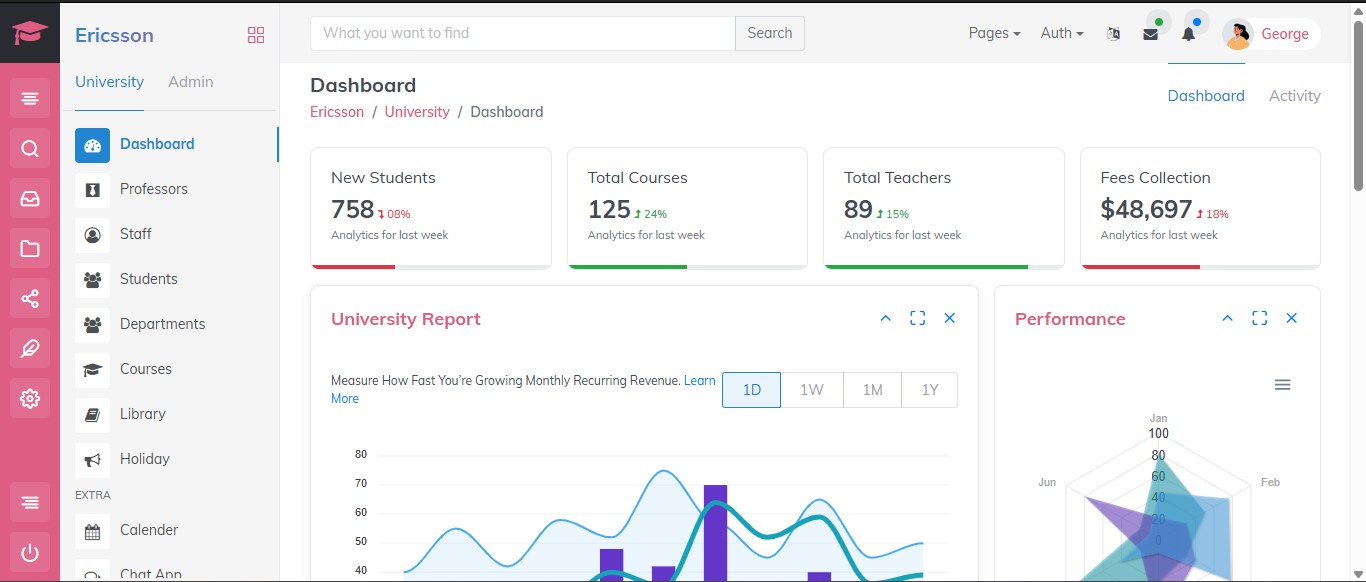 Ericsson
University Admin
Dashboard
Professors
Staff
Students
Departments
Courses
Library
Holiday
EXTRA
Calender
Chat App
What you want to find Search
Pages Auth George
Dashboard
Ericsson / University / Dashboard
Dashboard Activity
New Students
758 08%
Analytics for last week
Total Courses
125 24%
Analytics for last week
Total Teachers
89 15%
Analytics for last week
Fees Collection
$48,697 18%
Analytics for last week
University Report
Measure How Fast You're Growing Monthly Recurring Revenue. Learn
More
1D 1W 1M 1Y
80
70
60
50
40
Performance
Jan
100
80
60
40
20
0
Jun
Feb